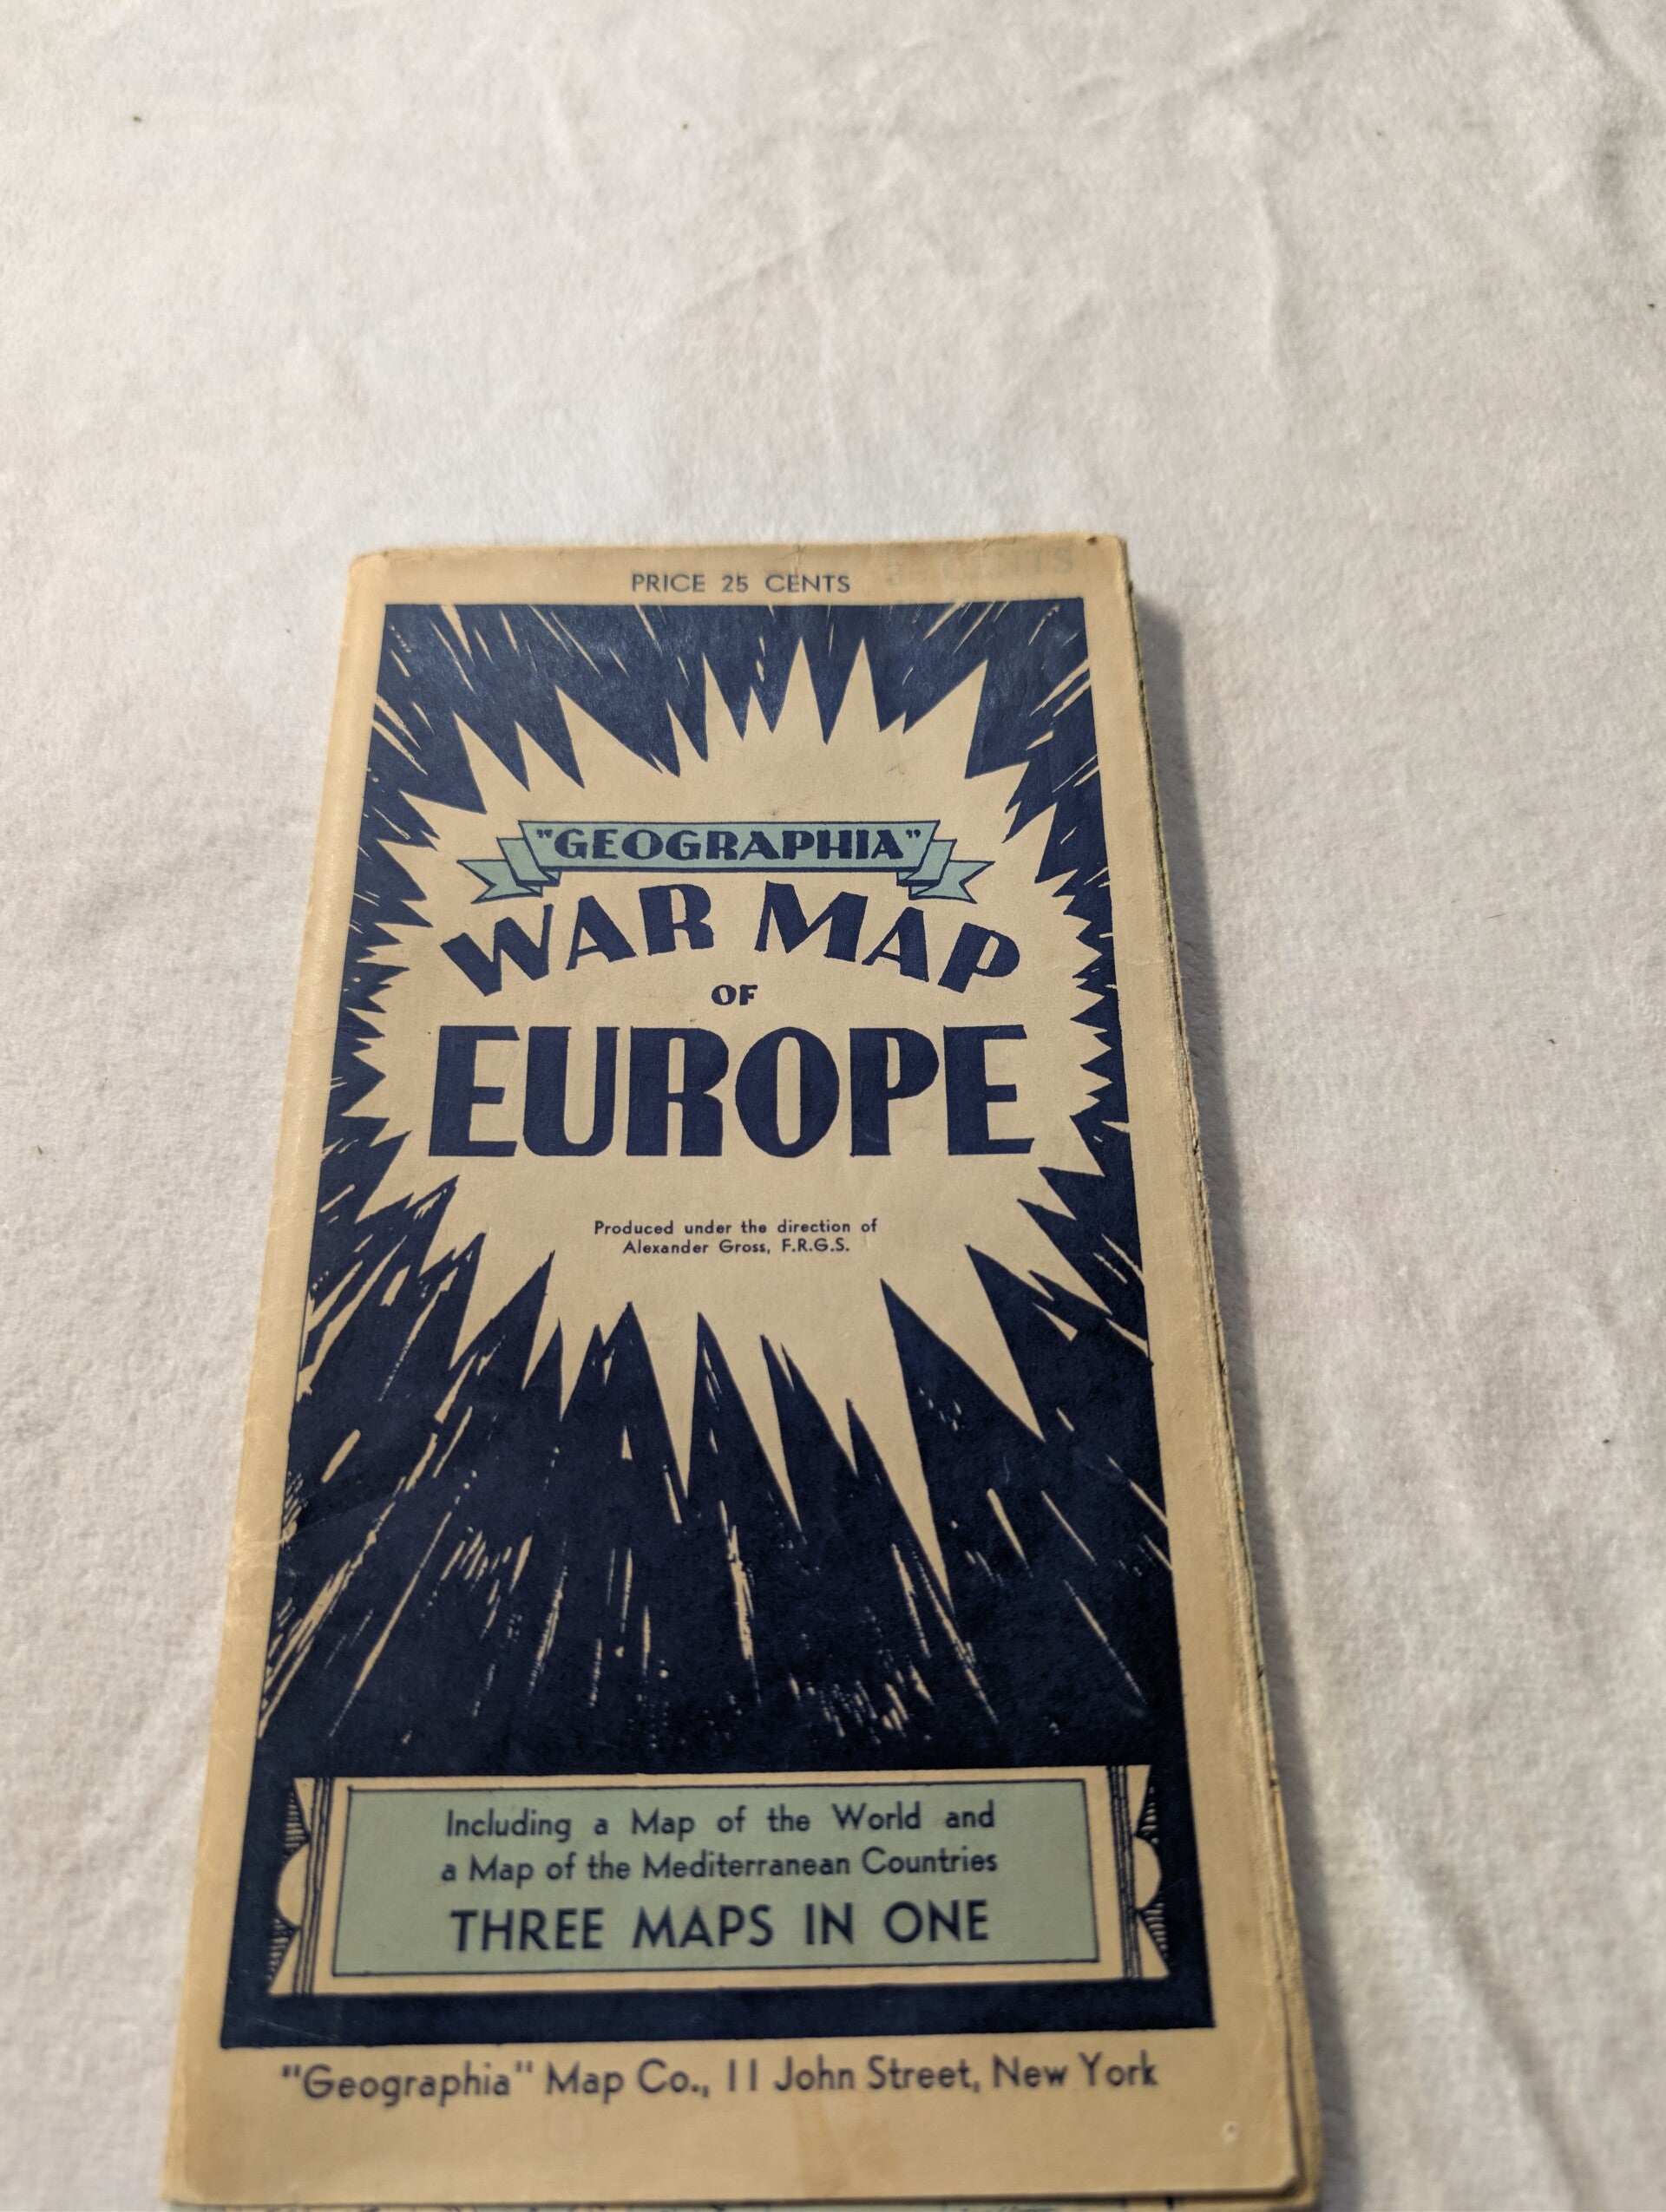 PRICE 25 CENTS
"GEOGRAPHIA"
WAR MAP
OF
EUROPE
Produced under the direction of
Alexander Gross, F.R.G.S.
Including a Map of the World and
a Map of the Mediterranean Countries
THREE MAPS IN ONE
"Geographia" Map Co., 11 John Street, New York